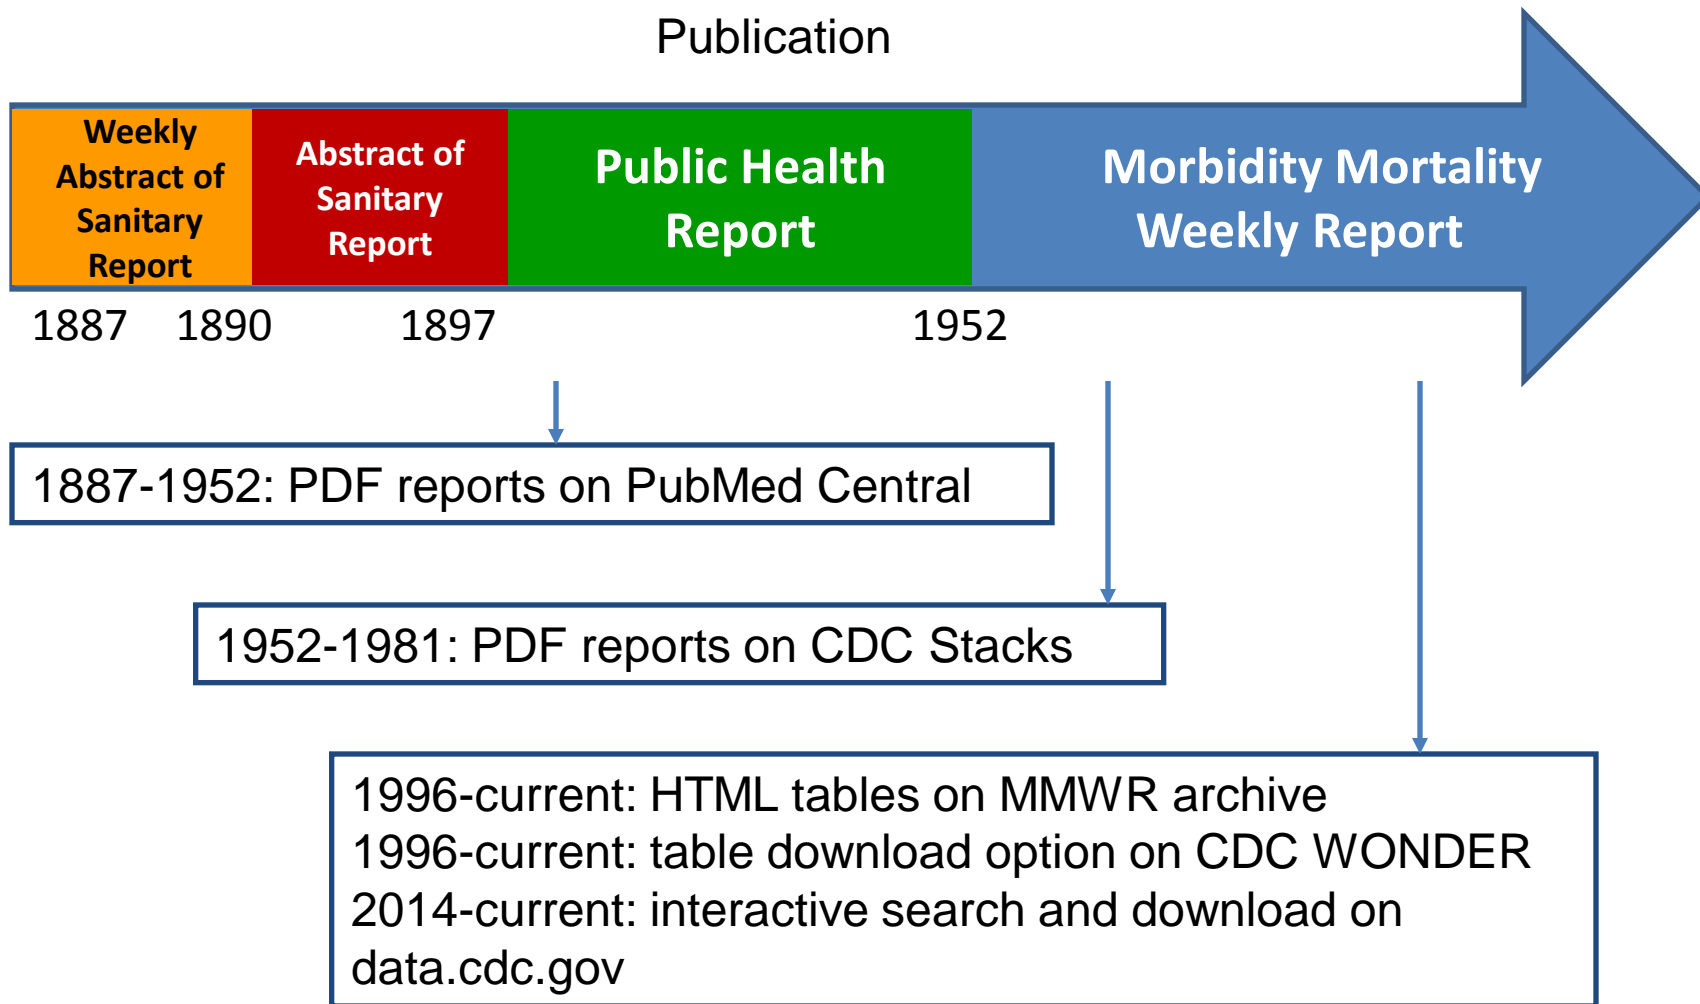 Publication
Weekly
Abstract of
Sanitary
Report
Abstract of
Sanitary
Report
Public Health
Report
Morbidity Mortality
Weekly Report
1887
1890
1897
1952
1887-1952: PDF reports on PubMed Central
1952-1981: PDF reports on CDC Stacks
1996-current: HTML tables on MMWR archive
1996-current: table download option on CDC WONDER
2014-current: interactive search and download on
data.cdc.gov